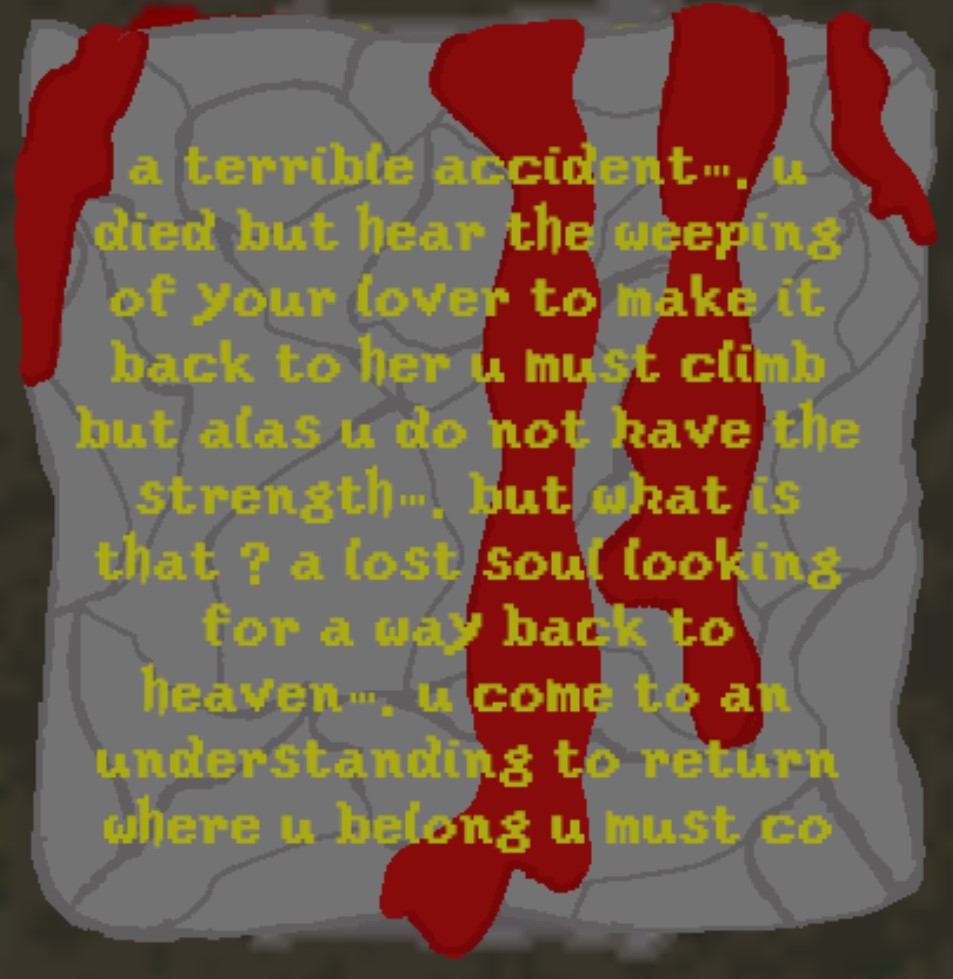 a terrible accident.... u
died but hear the weeping
of your lover to make it
back to her u must climb
but alas u do not have the
strength.... but what is
that ? a lost soul looking
for a way back to
heaven.... u come to an
understanding to return
where u belong u must co